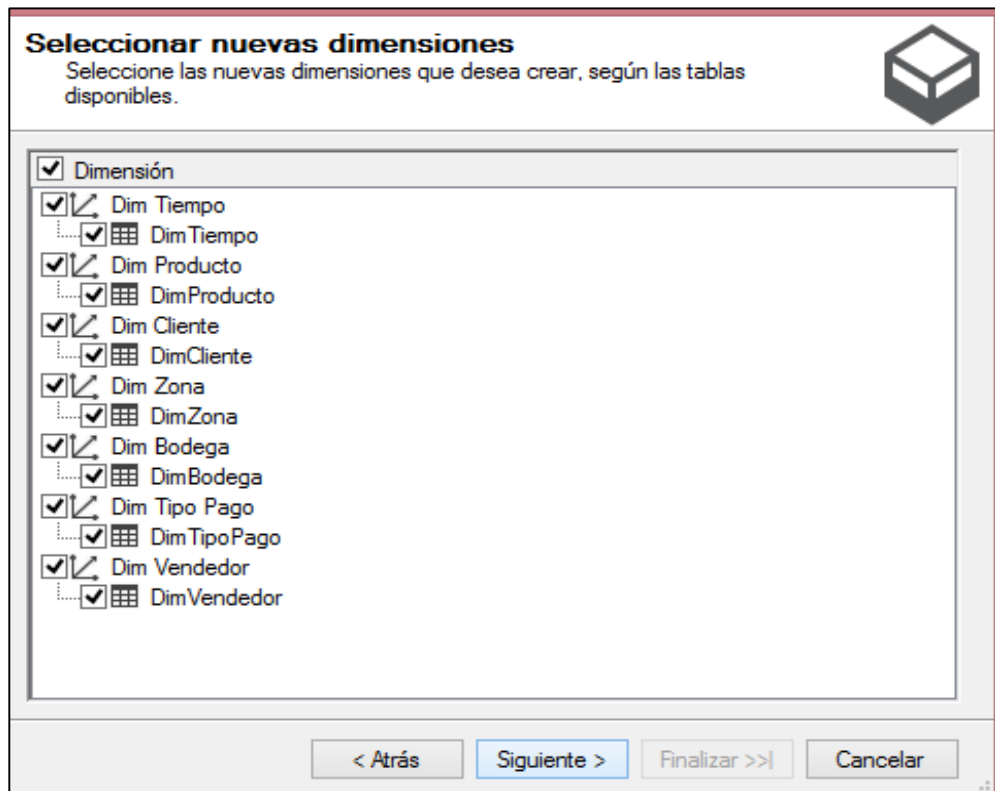 Seleccionar nuevas dimensiones
Seleccione las nuevas dimensiones que desea crear, según las tablas
disponibles.
Dimensión
Dim Tiempo
DimTiempo
Dim Producto
DimProducto
Dim Cliente
DimCliente
Dim Zona
DimZona
Dim Bodega
DimBodega
Dim Tipo Pago
DimTipoPago
Dim Vendedor
DimVendedor
< Atrás Siguiente > Finalizar >>| Cancelar